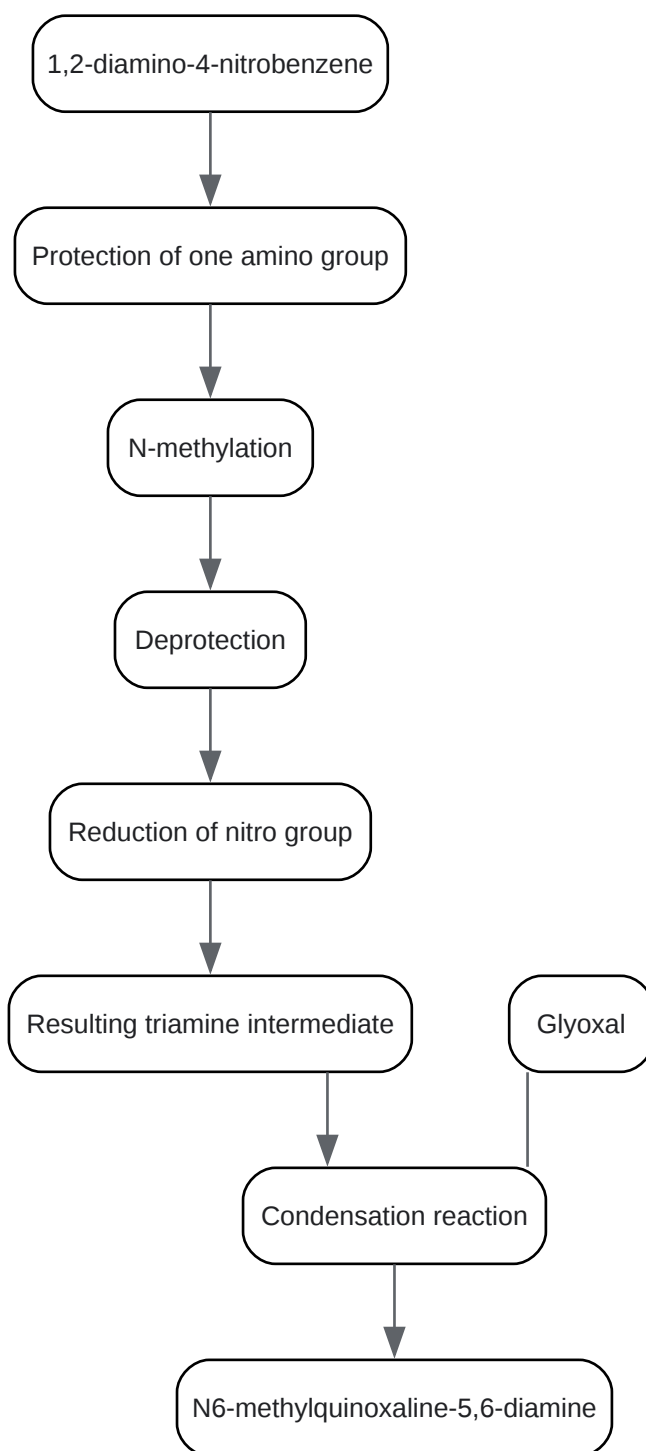 1,2-diamino-4-nitrobenzene
Protection of one amino group
N-methylation
Deprotection
Reduction of nitro group
Resulting triamine intermediate
Glyoxal
Condensation reaction
N6-methylquinoxaline-5,6-diamine